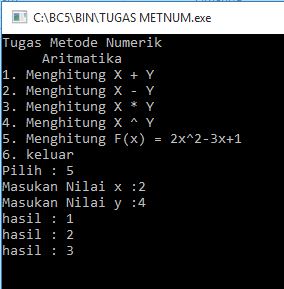 C:\BC5\BIN\TUGAS METNUM.exe
Tugas Metode Numerik
Aritmatika
1. Menghitung X + Y
2. Menghitung X - Y
3. Menghitung X * Y
4. Menghitung X ^ Y
5. Menghitung F(x) = 2x^2-3x+1
6. keluar
Pilih : 5
Masukan Nilai x :2
Masukan Nilai y :4
hasil : 1
hasil : 2
hasil : 3